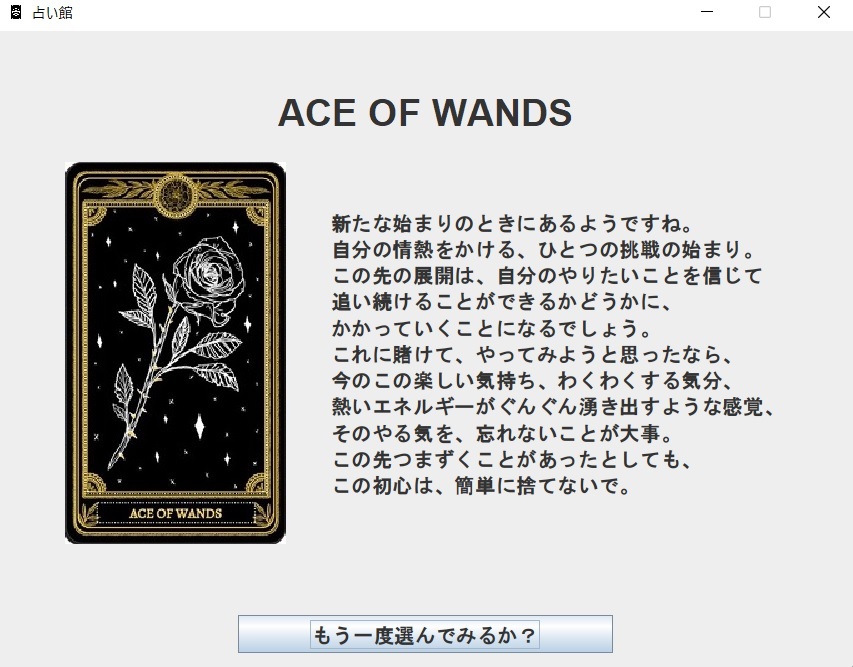 占い館
ACE OF WANDS
新たな始まりのときにあるようですね。
自分の情熱をかける、ひとつの挑戦の始まり。
この先の展開は、自分のやりたいことを信じて
追い続けることができるかどうかに、
かかっていくことになるでしょう。
これに賭けて、やってみようと思ったなら、
今のこの楽しい気持ち、わくわくする気分、
熱いエネルギーがぐんぐん湧き出すような感覚、
そのやる気を、忘れないことが大事。
この先つまずくことがあったとしても、
この初心は、簡単に捨てないで。
ACE OF WANDS
もう一度選んでみるか？